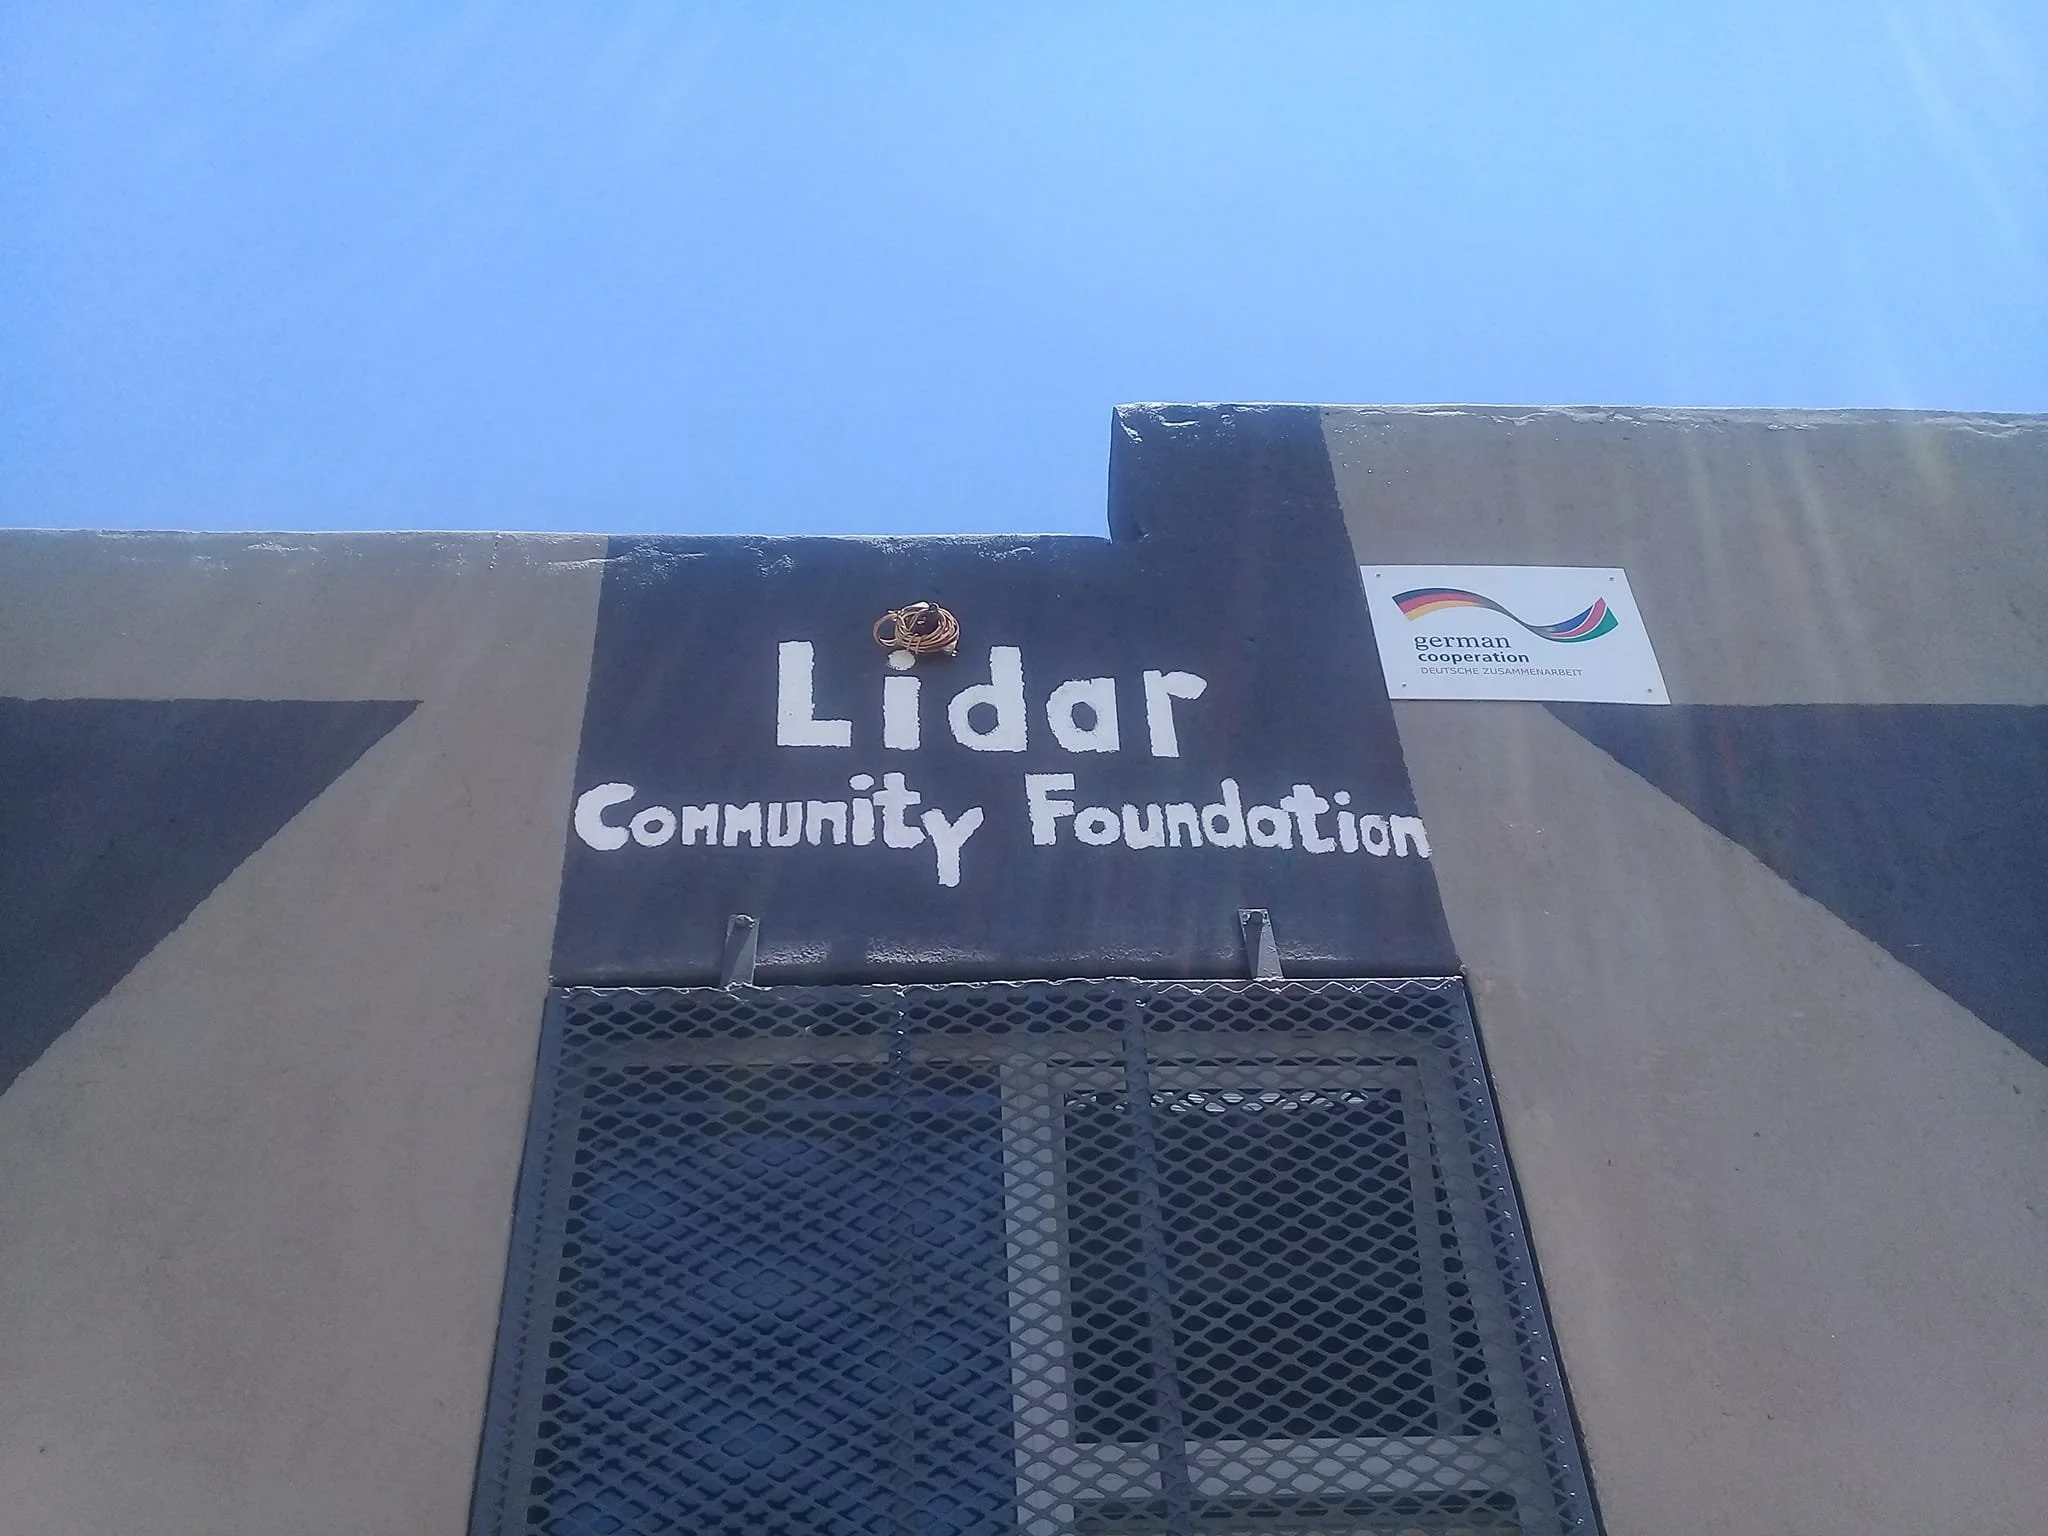 Lidar
Community Foundation
german
cooperation
DEUTSCHE ZUSAMMENARBEIT